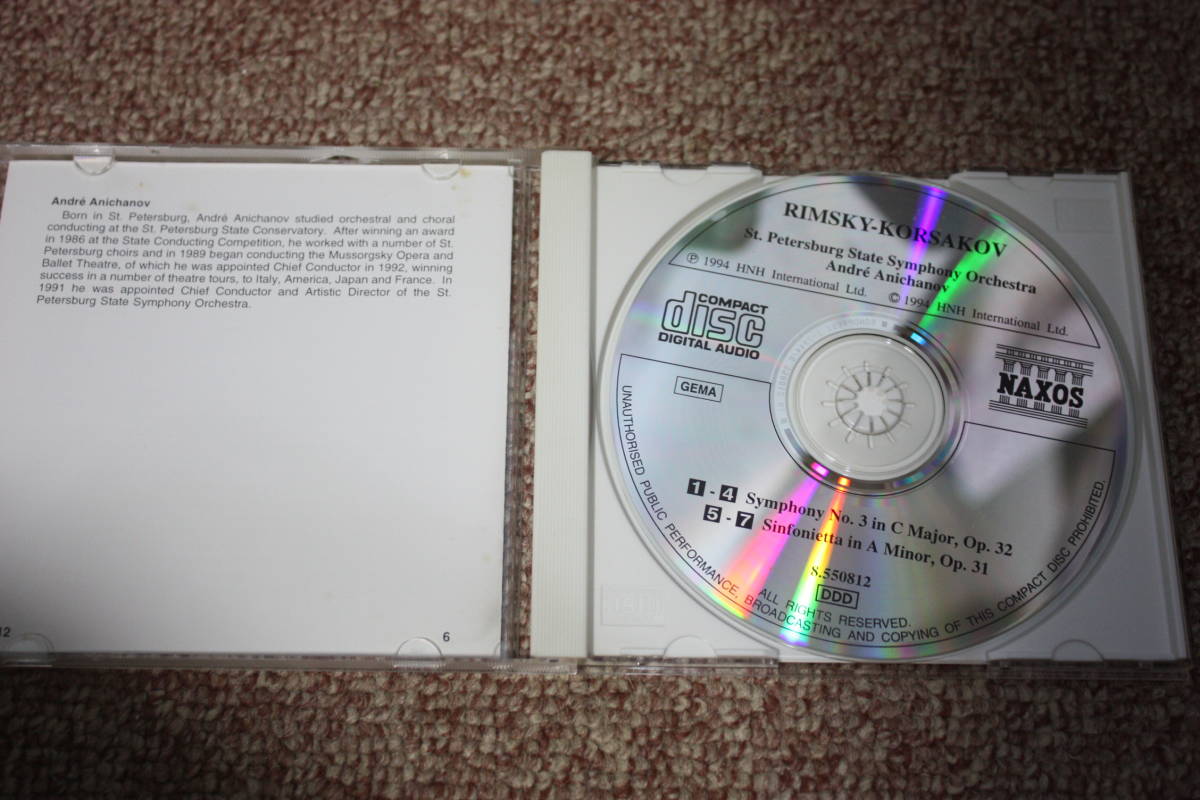 André Anichanov
Born in St. Petersburg, André Anichanov studied orchestral and choral
conducting at the St. Petersburg State Conservatory. After winning an award
in 1986 at the State Conducting Competition, he worked with a number of St.
Petersburg choirs and in 1989 began conducting the Mussorgsky Opera and
Ballet Theatre, of which he was appointed Chief Conductor in 1992, winning
success in a number of theatre tours, to Italy, America, Japan and France. In
1991 he was appointed Chief Conductor and Artistic Director of the St.
Petersburg State Symphony Orchestra.
12
6
RIMSKY-KORSAKOV
St. Petersburg State Symphony Orchestra
André Anichanov
℗ 1994 HNH International Ltd. © 1994 HNH International Ltd.
COMPACT
disc
DIGITAL AUDIO
NAXOS
GEMA
1 - 4 Symphony No. 3 in C Major, Op. 32
5 - 7 Sinfonietta in A Minor, Op. 31
8.550812
DDD
ALL RIGHTS RESERVED.
UNAUTHORISED PUBLIC PERFORMANCE, BROADCASTING AND COPYING OF THIS COMPACT DISC PROHIBITED.